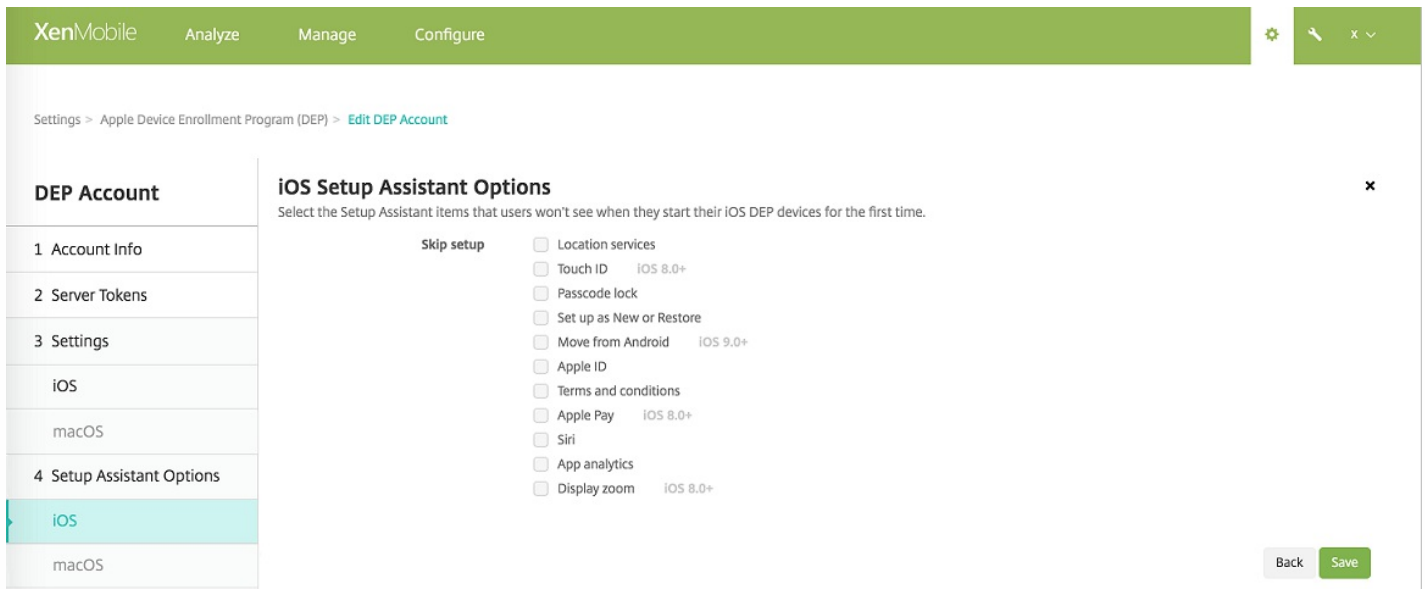 XenMobile Analyze Manage Configure x
Settings > Apple Device Enrollment Program (DEP) > Edit DEP Account
DEP Account
1 Account Info
2 Server Tokens
3 Settings
iOS
macOS
4 Setup Assistant Options
iOS
macOS
iOS Setup Assistant Options
Select the Setup Assistant items that users won't see when they start their iOS DEP devices for the first time.
Skip setup Location services
Touch ID iOS 8.0+
Passcode lock
Set up as New or Restore
Move from Android iOS 9.0+
Apple ID
Terms and conditions
Apple Pay iOS 8.0+
Siri
App analytics
Display zoom iOS 8.0+
Back Save